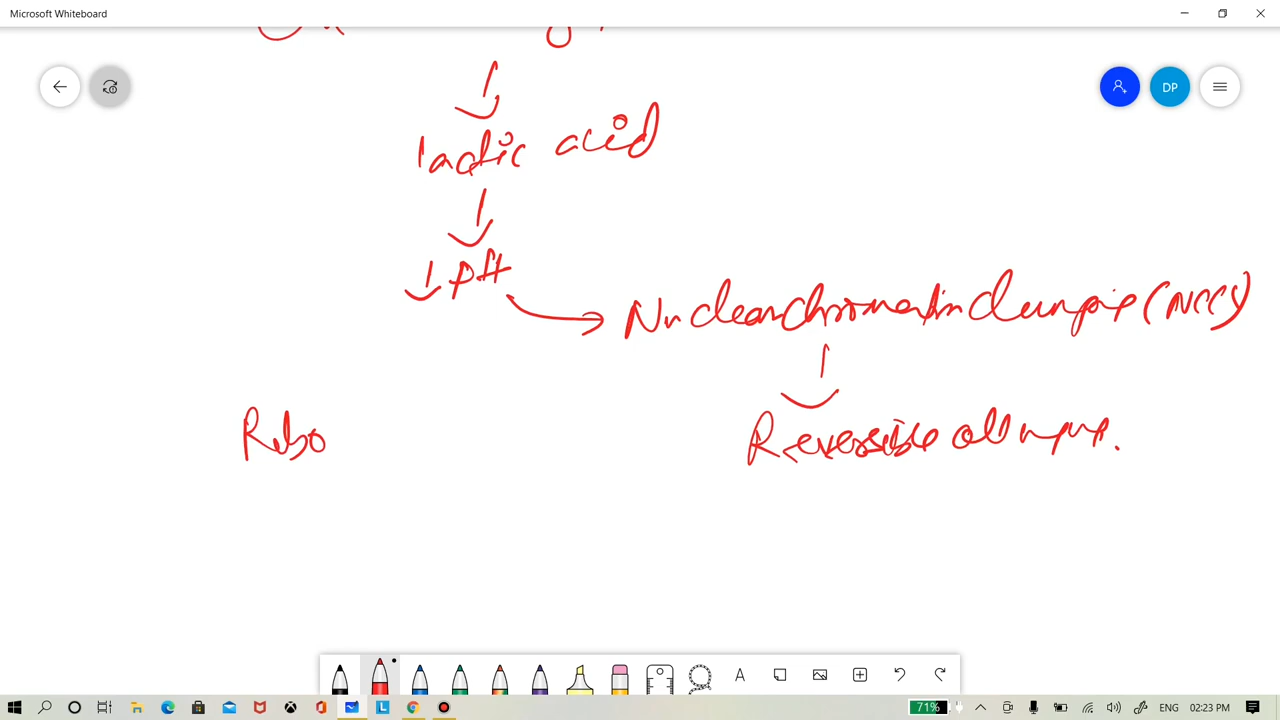 Microsoft Whiteboard
DP
lactic acid
↓ pH
Nuclear chromatin clumping (NCC)
Reversible cell injury.
Ribo
A
71%
ENG
02:23 PM